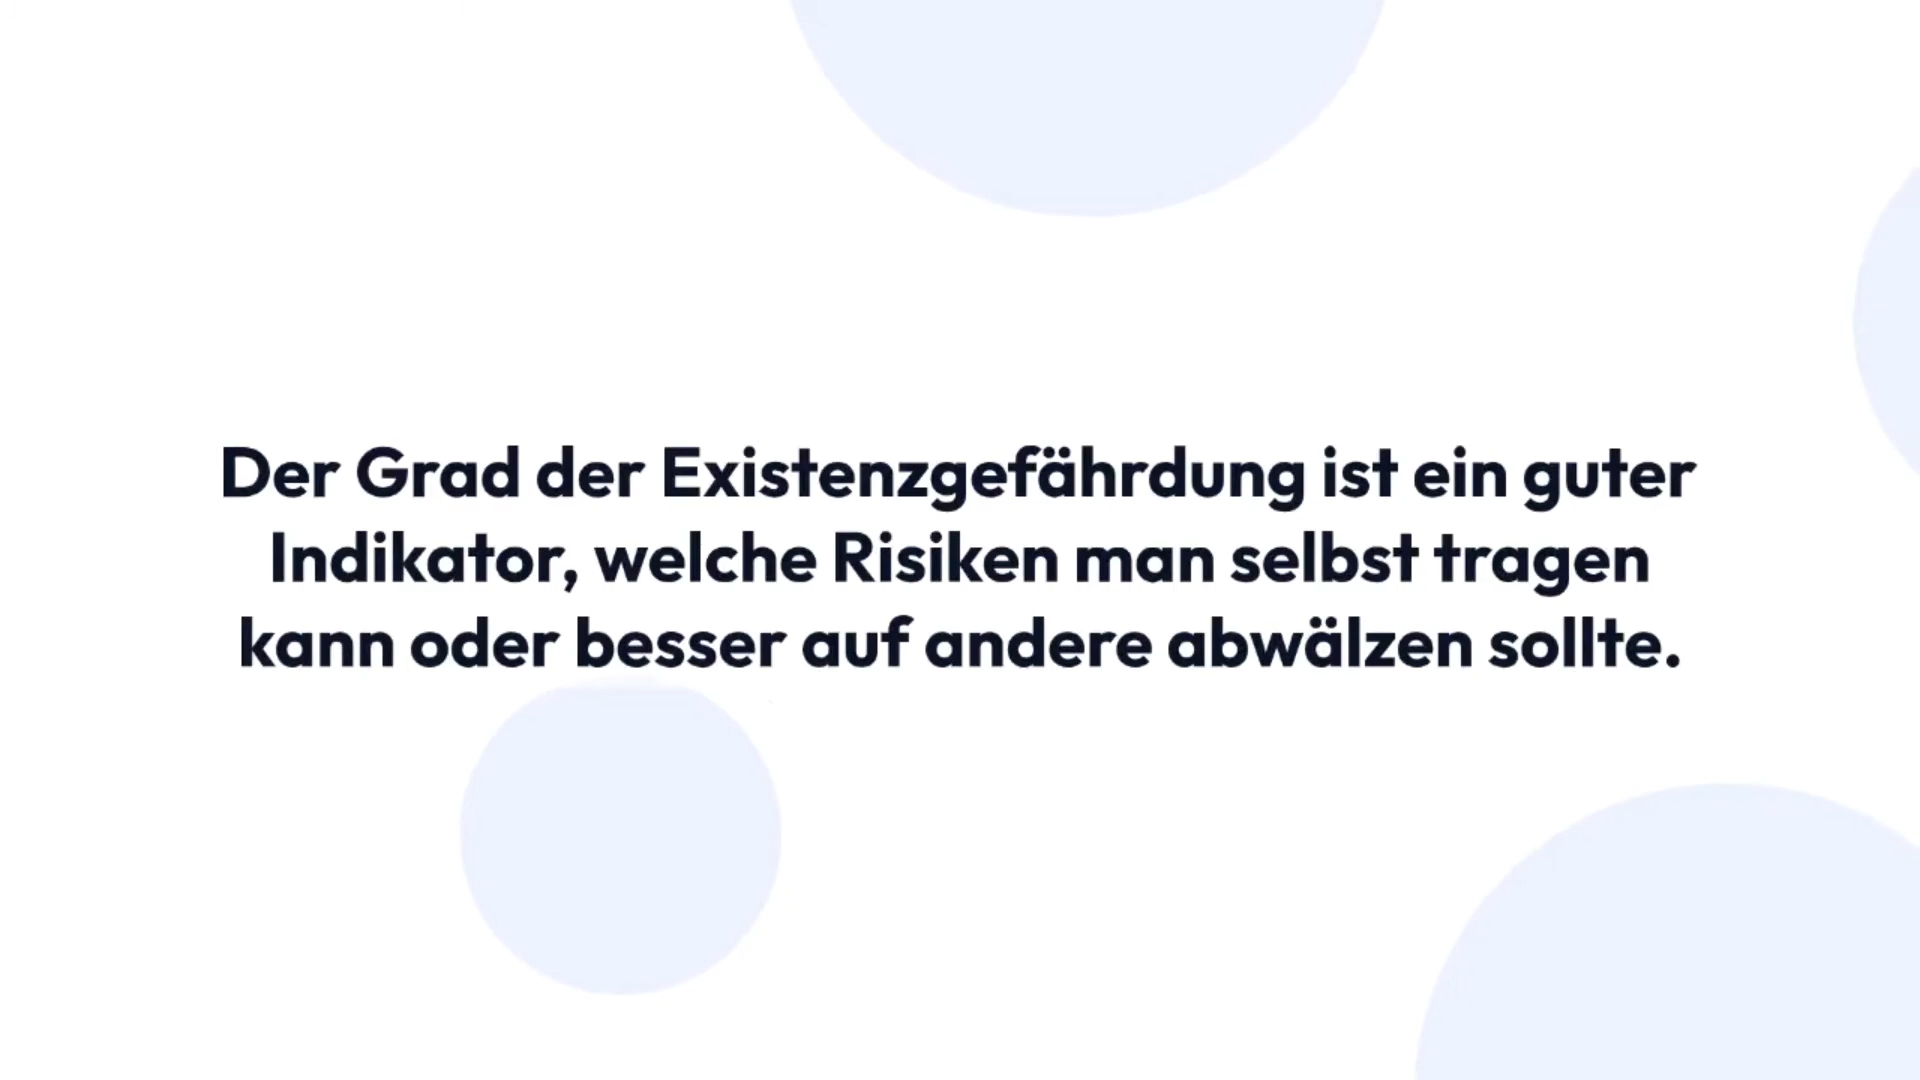 Der Grad der Existenzgefährdung ist ein guter
Indikator, welche Risiken man selbst tragen
kann oder besser auf andere abwälzen sollte.